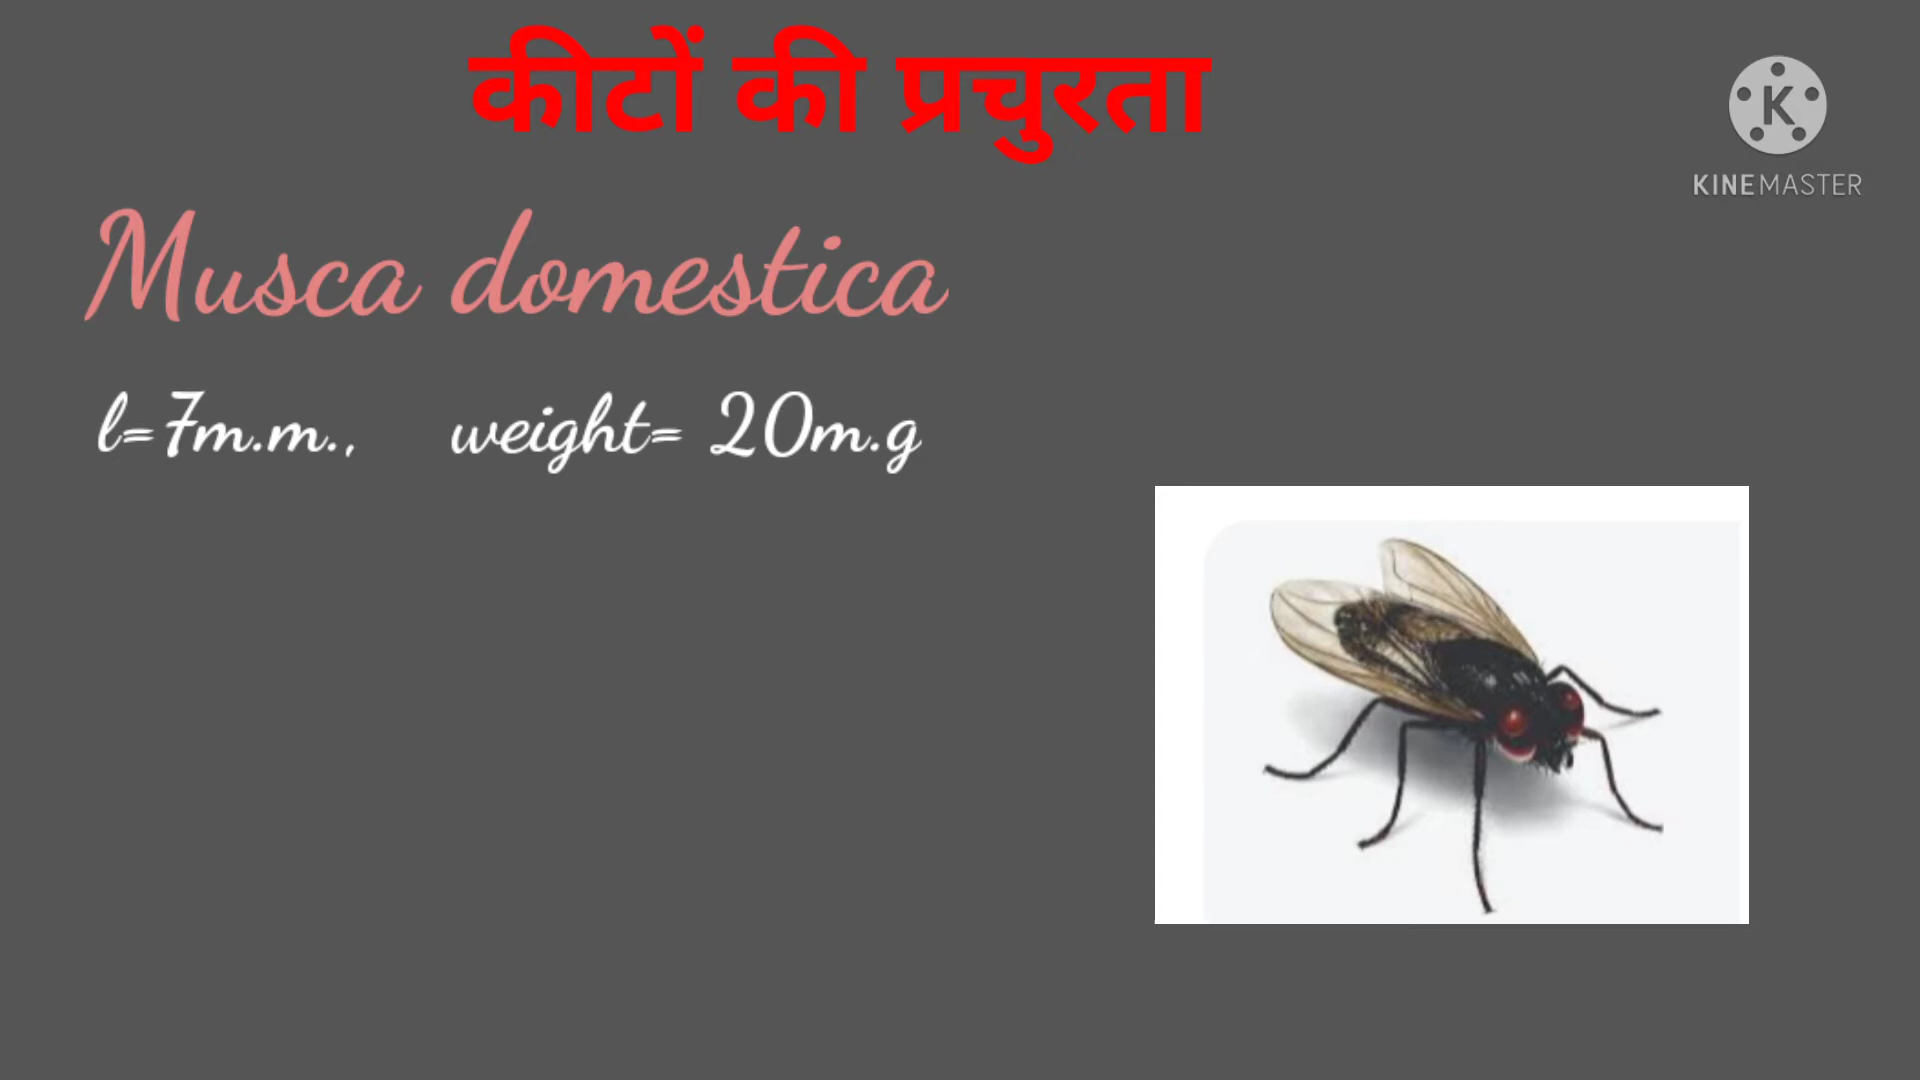 कीटों की प्रचुरता
K
KINEMASTER
Musca domestica
l=7m.m., weight= 20m.g